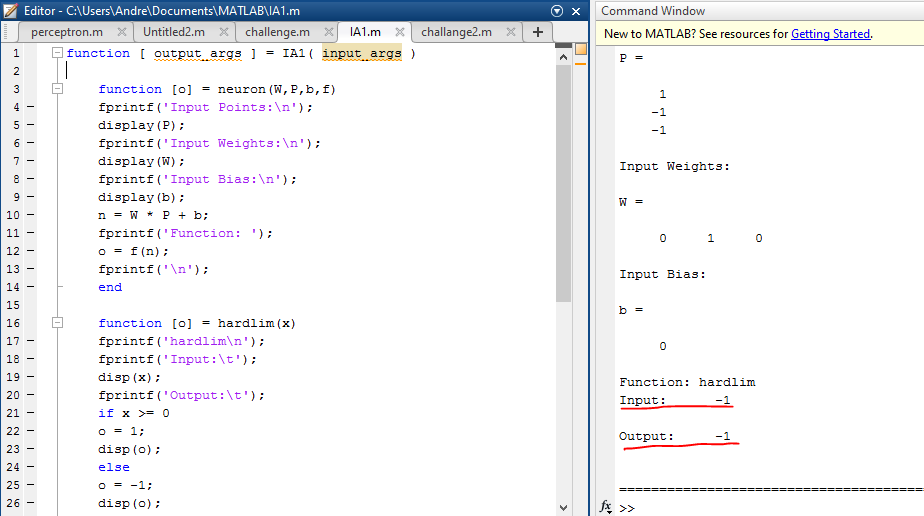 Editor - C:\Users\Andre\Documents\MATLAB\IA1.m
perceptron.m Untitled2.m challenge.m IA1.m challange2.m
1 function [ output_args ] = IA1( input_args )
2
3 function [o] = neuron(W,P,b,f)
4 fprintf('Input Points:\n');
5 display(P);
6 fprintf('Input Weights:\n');
7 display(W);
8 fprintf('Input Bias:\n');
9 display(b);
10 n = W * P + b;
11 fprintf('Function: ');
12 o = f(n);
13 fprintf('\n');
14 end
15
16 function [o] = hardlim(x)
17 fprintf('hardlim\n');
18 fprintf('Input:\t');
19 disp(x);
20 fprintf('Output:\t');
21 if x >= 0
22 o = 1;
23 disp(o);
24 else
25 o = -1;
26 disp(o);
Command Window
New to MATLAB? See resources for Getting Started.
P =
1
-1
-1
Input Weights:
W =
0 1 0
Input Bias:
b =
0
Function: hardlim
Input: -1
Output: -1
======================================
fx >>